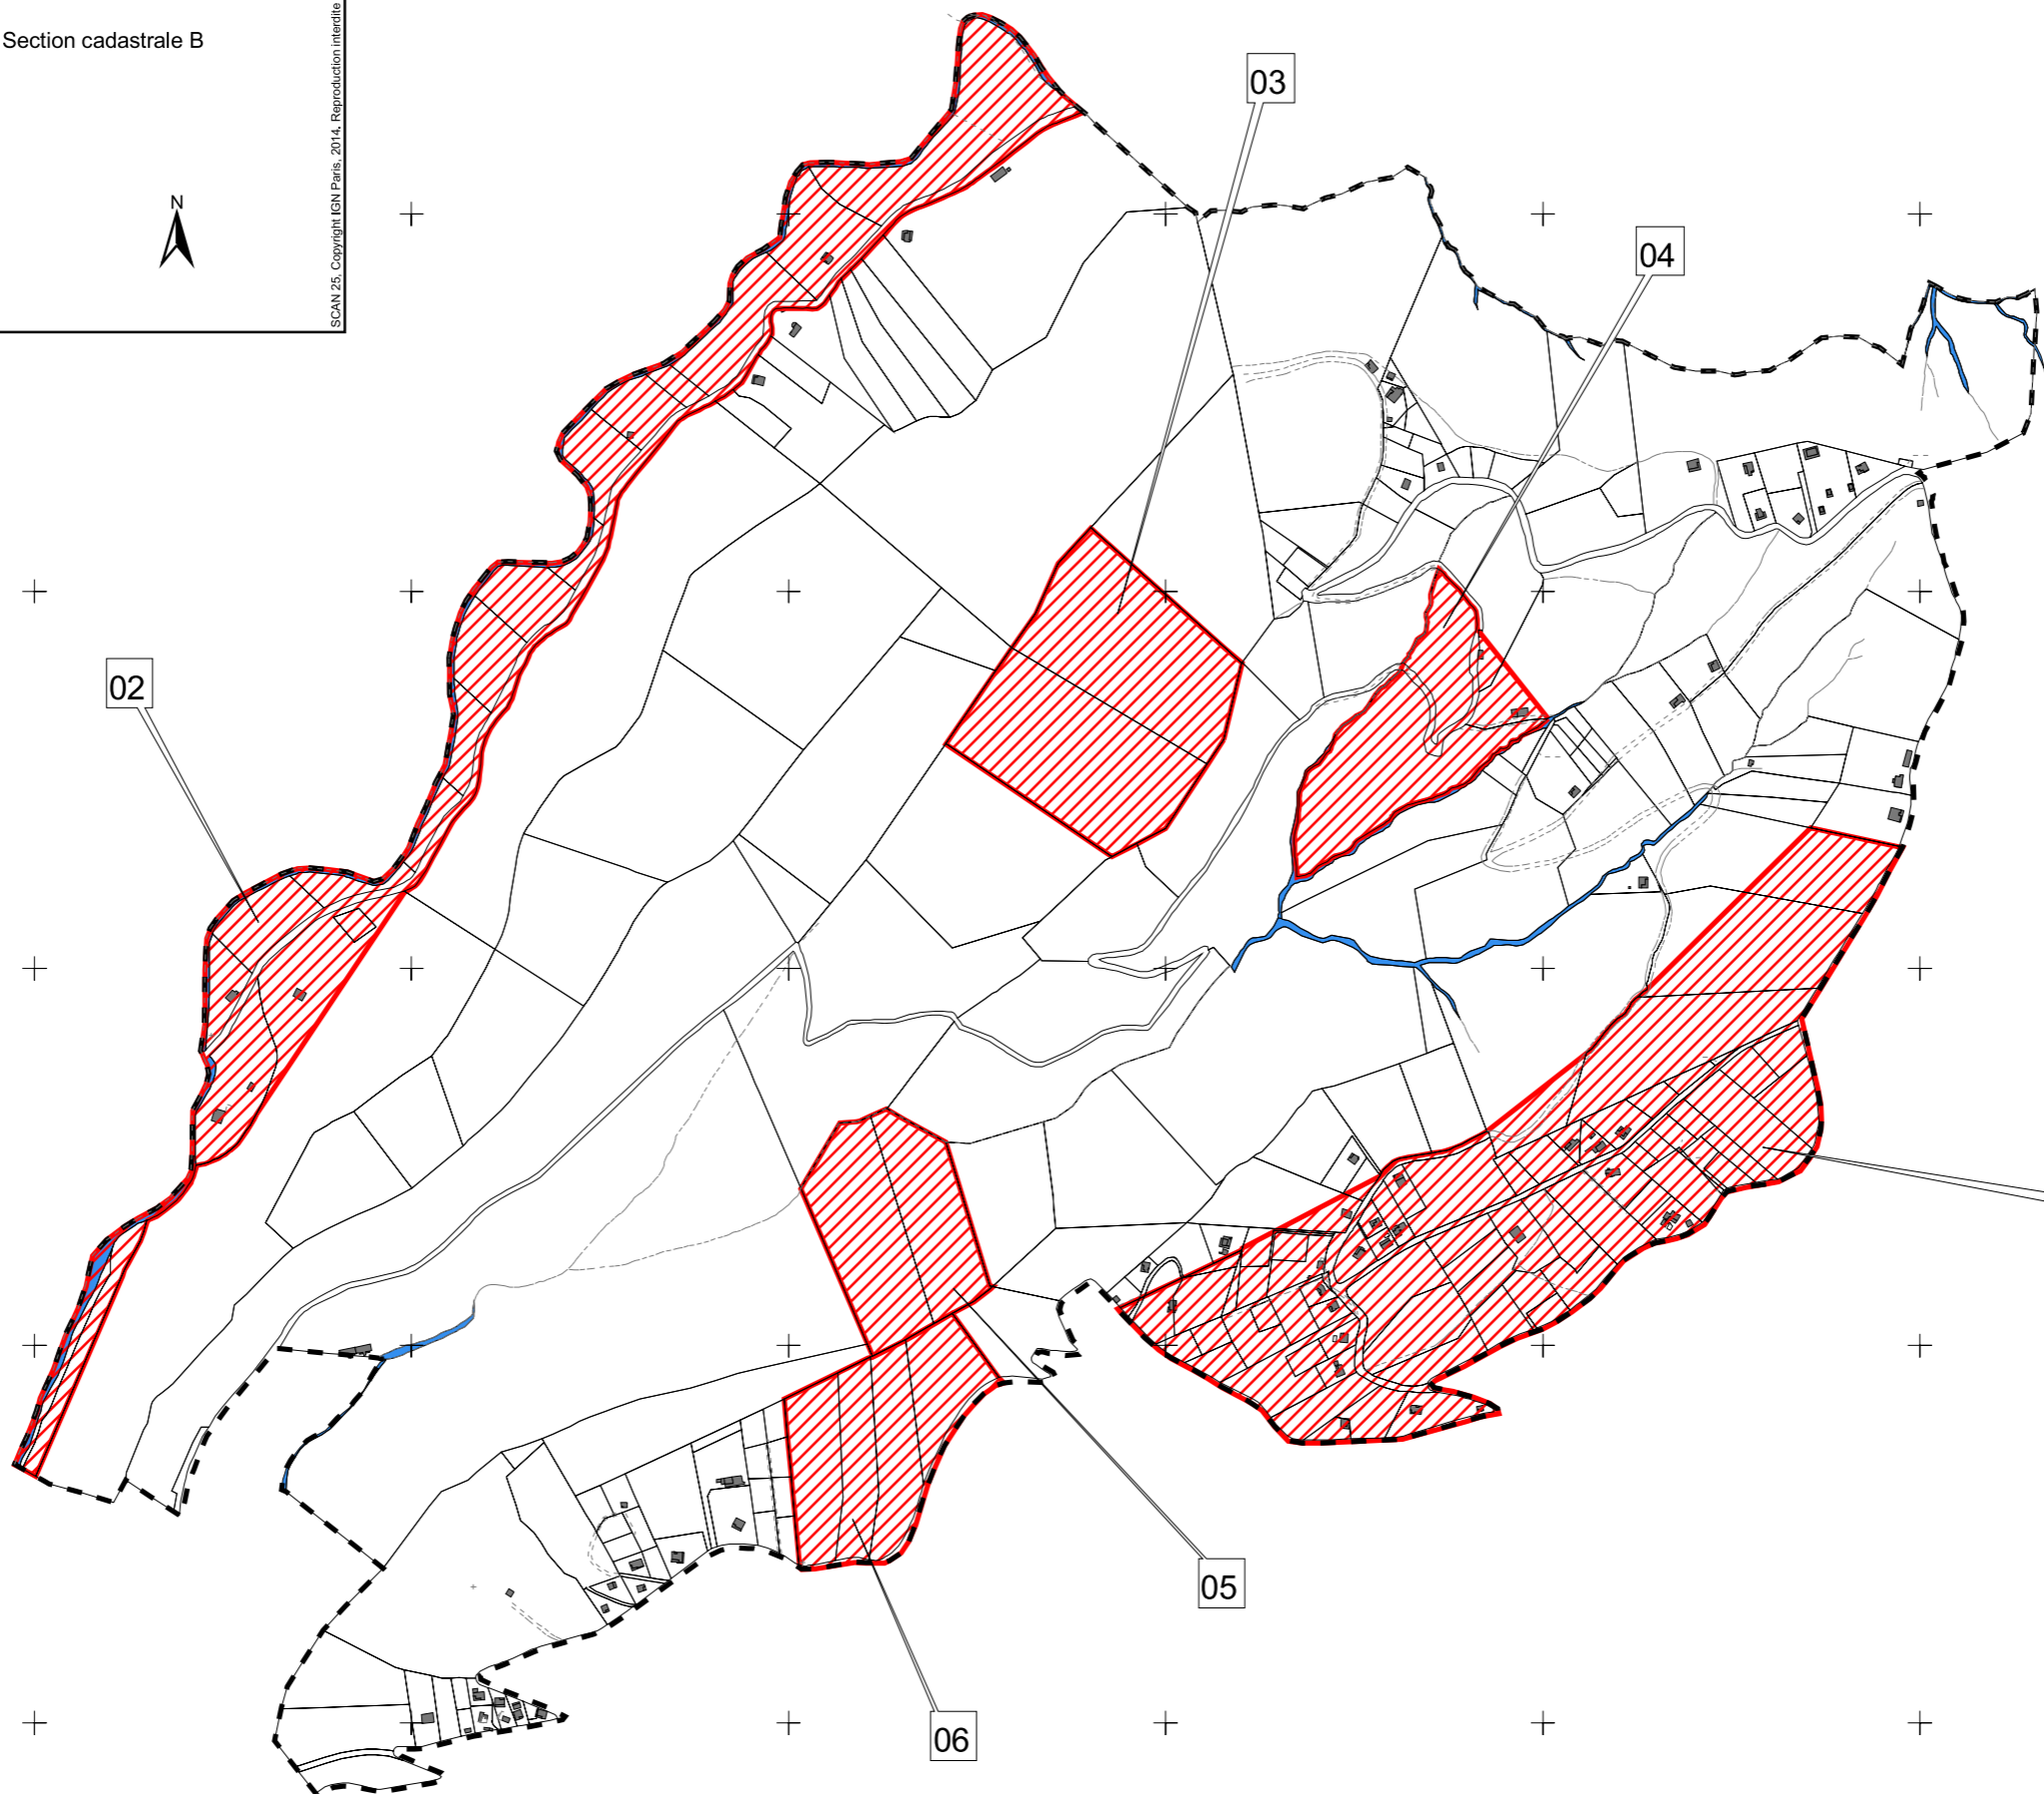 Section cadastrale B
SCAN 25, Copyright IGN Paris, 2014, Reproduction interdite
N
03
04
02
05
06